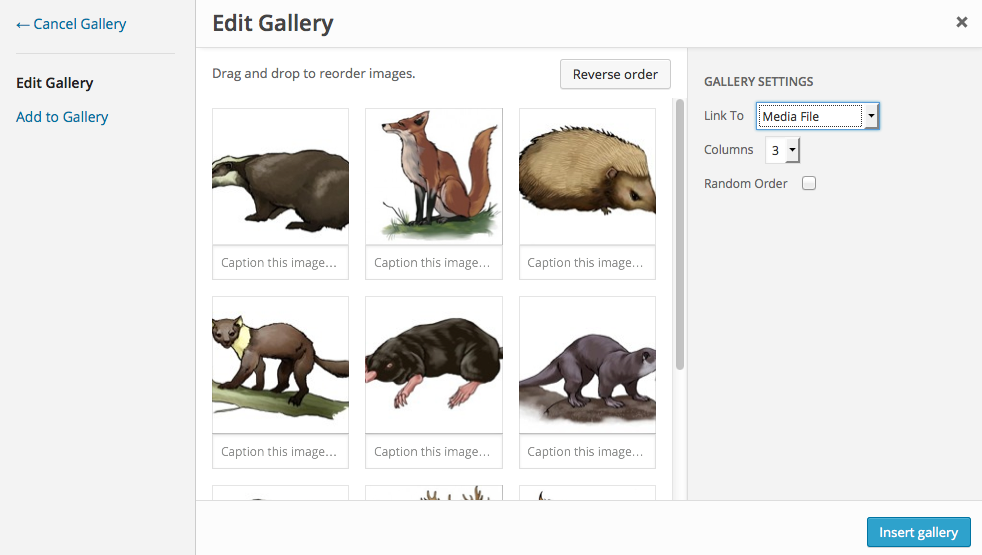 ← Cancel Gallery
Edit Gallery
Add to Gallery
Edit Gallery
×
Drag and drop to reorder images.
Reverse order
Caption this image…
Caption this image…
Caption this image…
Caption this image…
Caption this image…
Caption this image…
GALLERY SETTINGS
Link To Media File
Columns 3
Random Order
Insert gallery